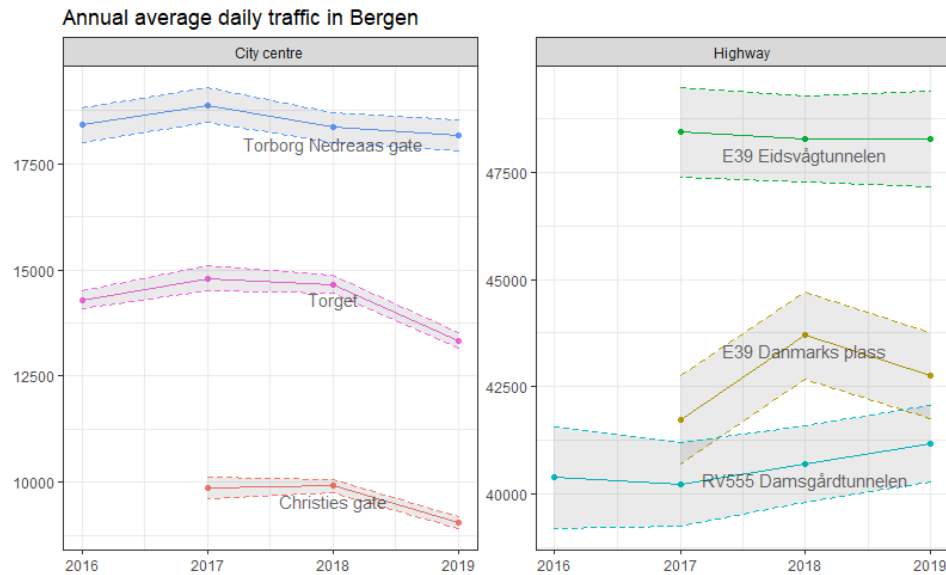 Annual average daily traffic in Bergen
City centre
Highway
17500
15000
12500
10000
Torborg Nedreaas gate
Torget
Christies gate
2016 2017 2018 2019
47500
45000
42500
40000
E39 Eidsvågtunnelen
E39 Danmarks plass
RV555 Damsgårdtunnelen
2016 2017 2018 2019